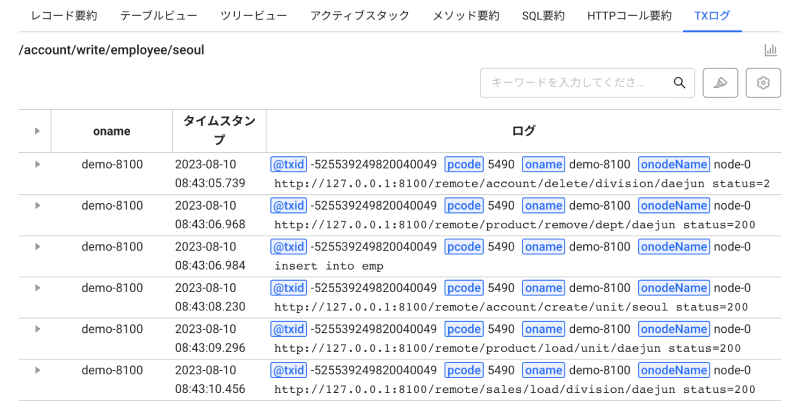 レコード要約 テーブルビュー ツリービュー アクティブスタック メソッド要約 SQL要約 HTTPコール要約 TXログ
/account/write/employee/seoul
キーワードを入力してくださ...
oname タイムスタンプ ログ
demo-8100 2023-08-10 @txid -525539249820040049 pcode 5490 oname demo-8100 onodeName node-0
08:43:05.739 http://127.0.0.1:8100/remote/account/delete/division/daejun status=2
demo-8100 2023-08-10 @txid -525539249820040049 pcode 5490 oname demo-8100 onodeName node-0
08:43:06.968 http://127.0.0.1:8100/remote/product/remove/dept/daejun status=200
demo-8100 2023-08-10 @txid -525539249820040049 pcode 5490 oname demo-8100 onodeName node-0
08:43:06.984 insert into emp
demo-8100 2023-08-10 @txid -525539249820040049 pcode 5490 oname demo-8100 onodeName node-0
08:43:08.230 http://127.0.0.1:8100/remote/account/create/unit/seoul status=200
demo-8100 2023-08-10 @txid -525539249820040049 pcode 5490 oname demo-8100 onodeName node-0
08:43:09.296 http://127.0.0.1:8100/remote/product/load/unit/daejun status=200
demo-8100 2023-08-10 @txid -525539249820040049 pcode 5490 oname demo-8100 onodeName node-0
08:43:10.456 http://127.0.0.1:8100/remote/sales/load/division/daejun status=200